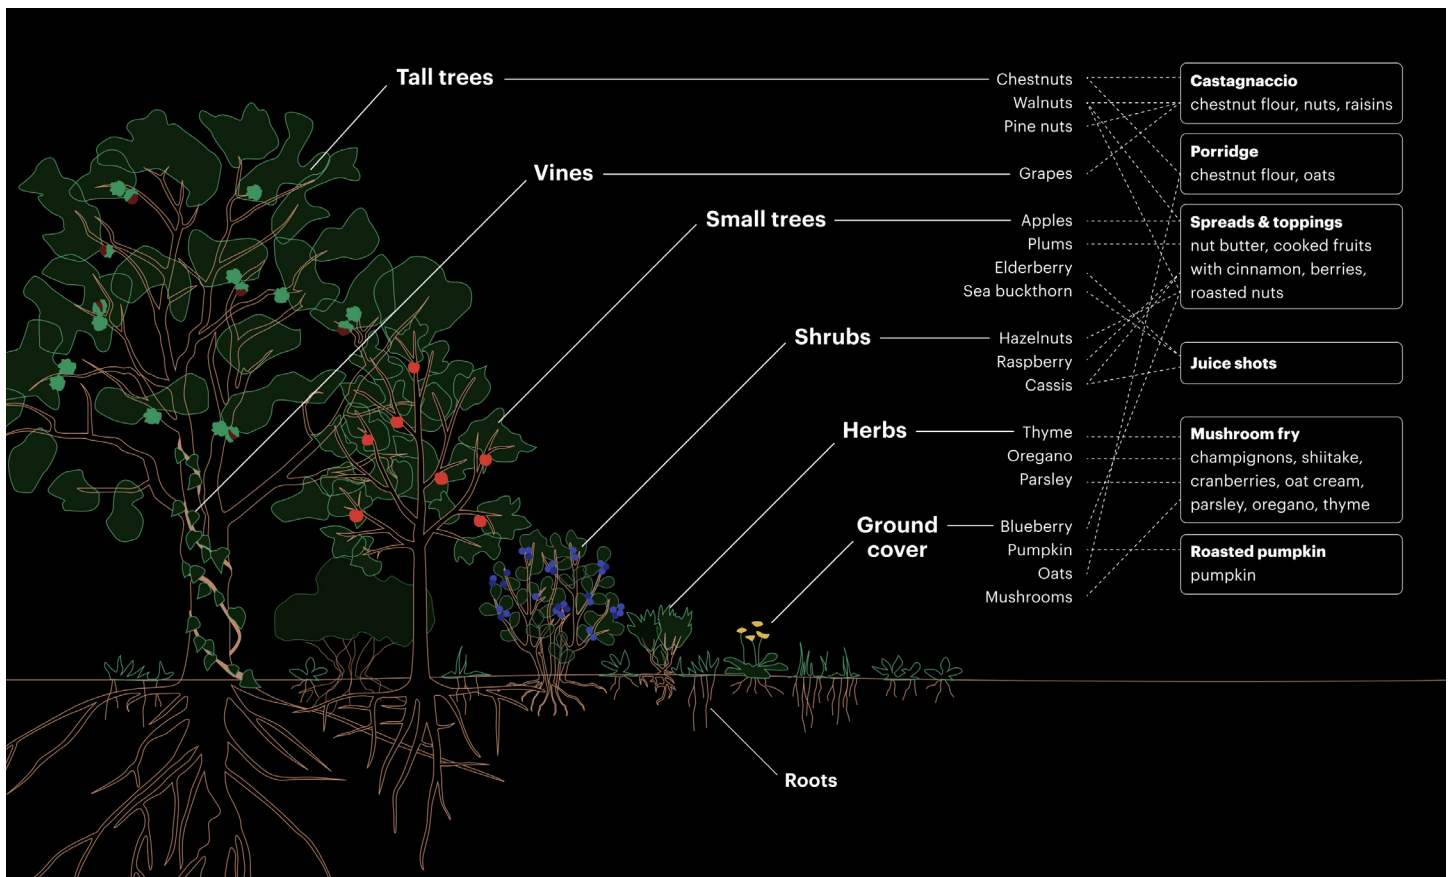 Tall trees
Chestnuts
Walnuts
Pine nuts
Vines
Grapes
Small trees
Apples
Plums
Elderberry
Sea buckthorn
Shrubs
Hazelnuts
Raspberry
Cassis
Herbs
Thyme
Oregano
Parsley
Ground
cover
Blueberry
Pumpkin
Oats
Mushrooms
Roots
Castagnaccio
chestnut flour, nuts, raisins
Porridge
chestnut flour, oats
Spreads & toppings
nut butter, cooked fruits
with cinnamon, berries,
roasted nuts
Juice shots
Mushroom fry
champignons, shiitake,
cranberries, oat cream,
parsley, oregano, thyme
Roasted pumpkin
pumpkin